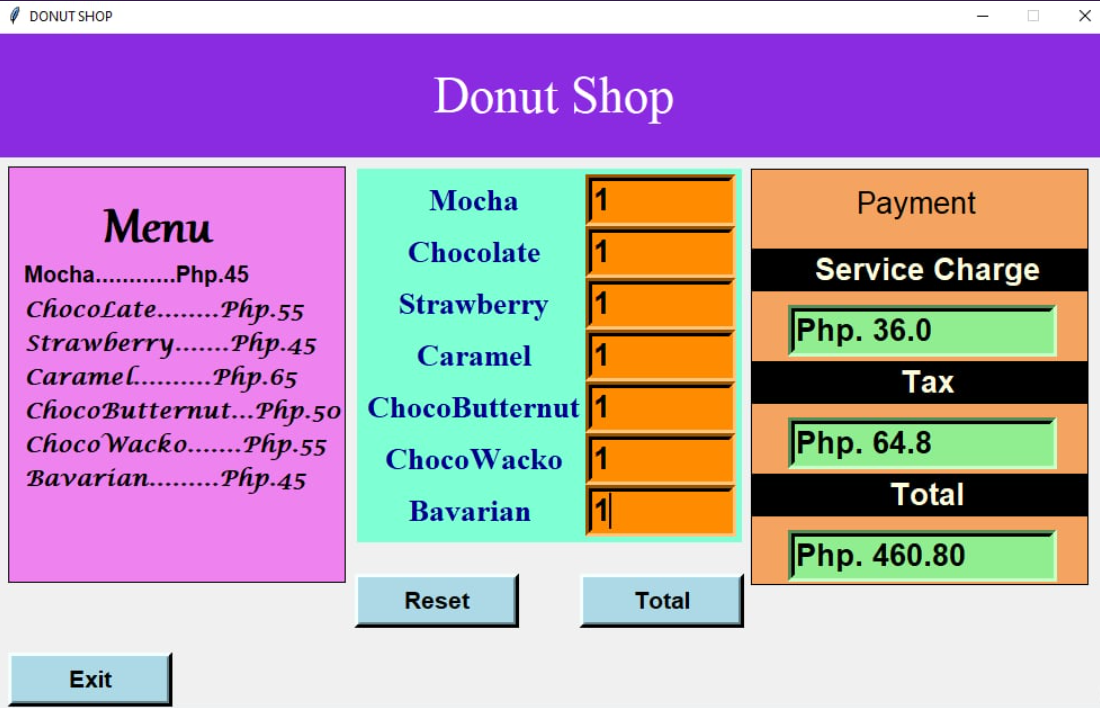 DONUT SHOP
Donut Shop
Menu
Mocha............Php.45
ChocoLate........Php.55
Strawberry.......Php.45
Caramel..........Php.65
ChocoButternut...Php.50
ChocoWacko.......Php.55
Bavarian.........Php.45
Mocha 1
Chocolate 1
Strawberry 1
Caramel 1
ChocoButternut 1
ChocoWacko 1
Bavarian 1
Reset
Total
Payment
Service Charge
Php. 36.0
Tax
Php. 64.8
Total
Php. 460.80
Exit